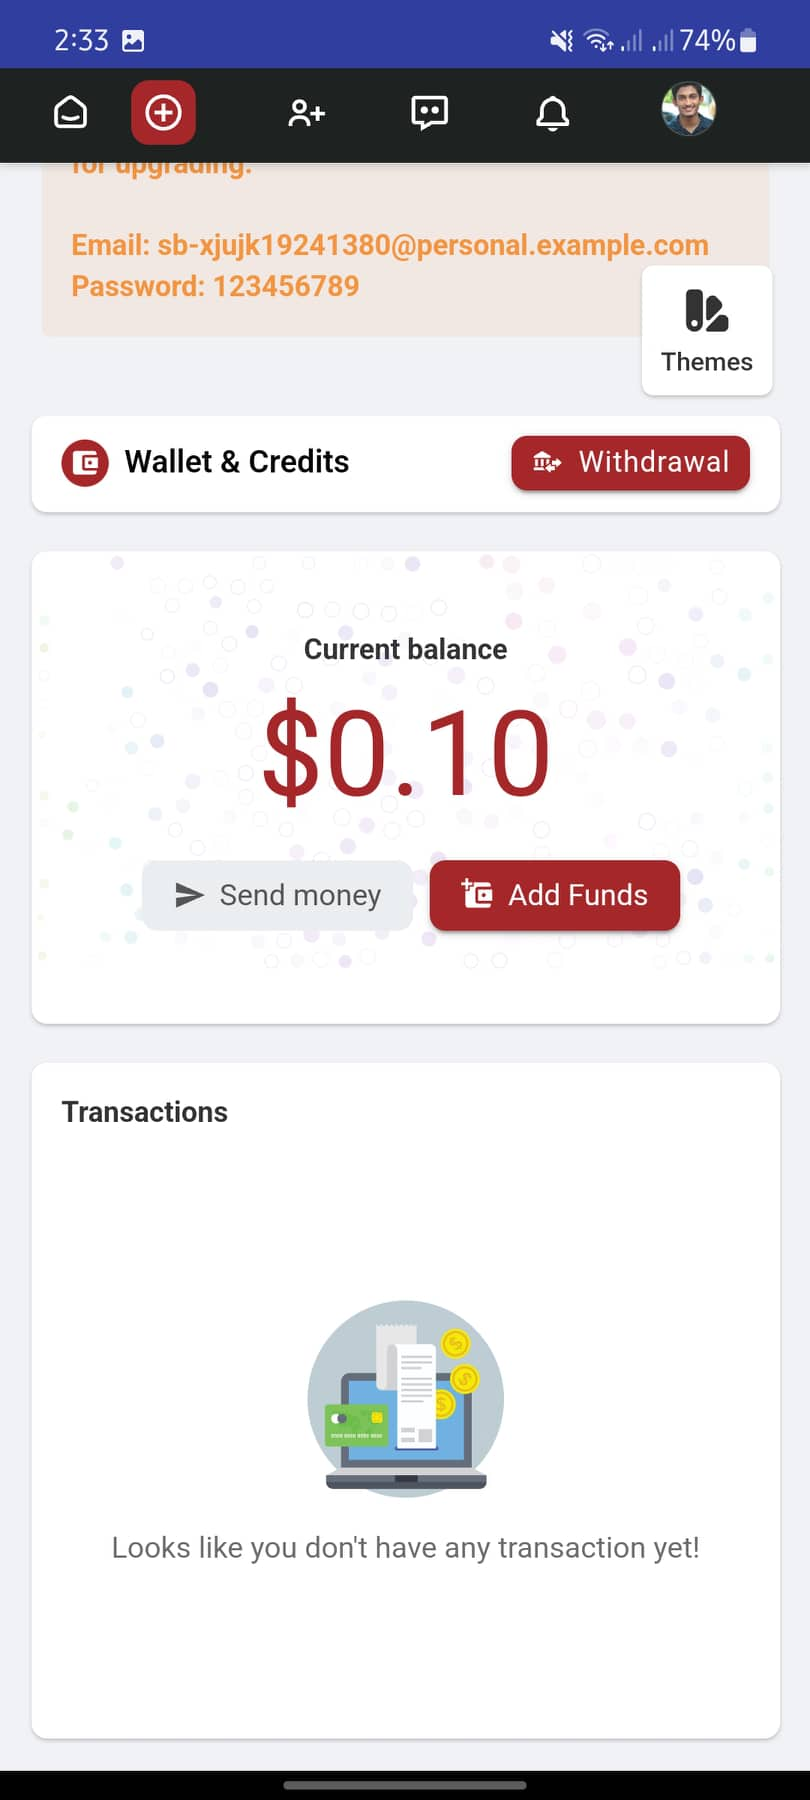 2:33
74%
for upgrading.
Email: sb-xjujk19241380@personal.example.com
Password: 123456789
Themes
Wallet & Credits
Withdrawal
Current balance
$0.10
Send money
Add Funds
Transactions
Looks like you don't have any transaction yet!